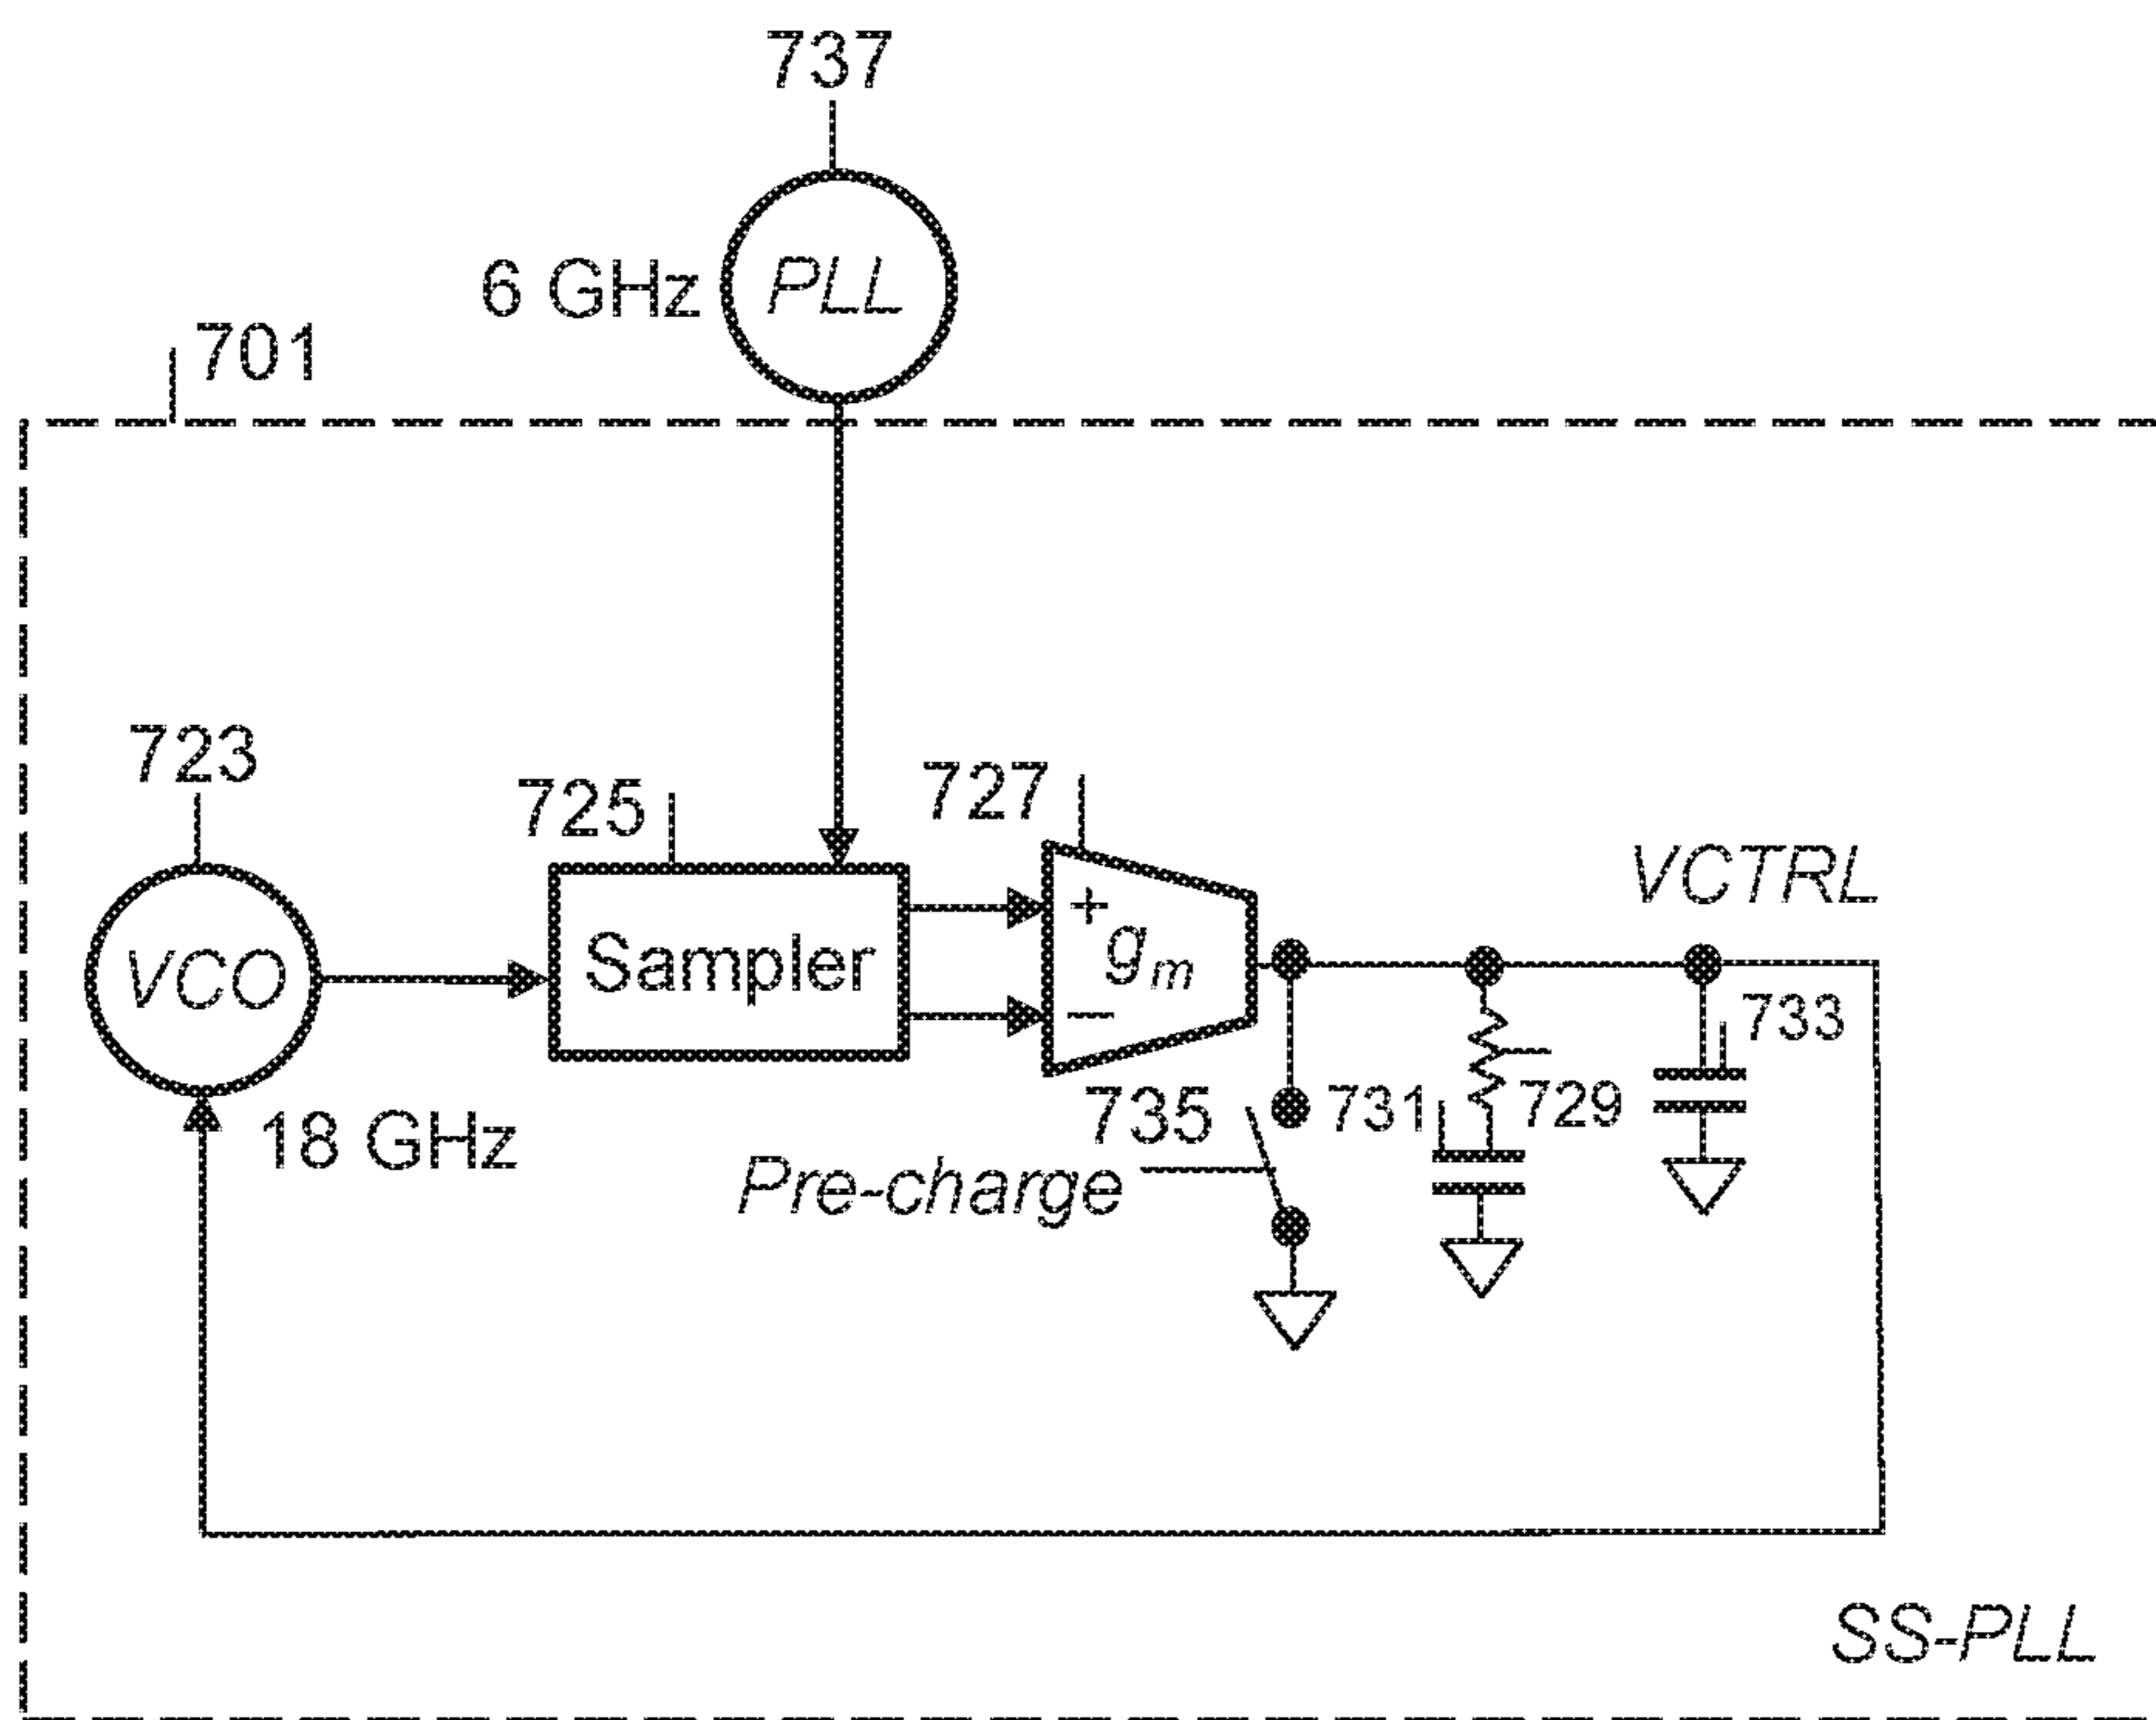 737
6 GHz
PLL
701
723
725
727
VCTRL
VCO
Sampler
+
gm
−
733
18 GHz
735
731
729
Pre-charge
SS-PLL